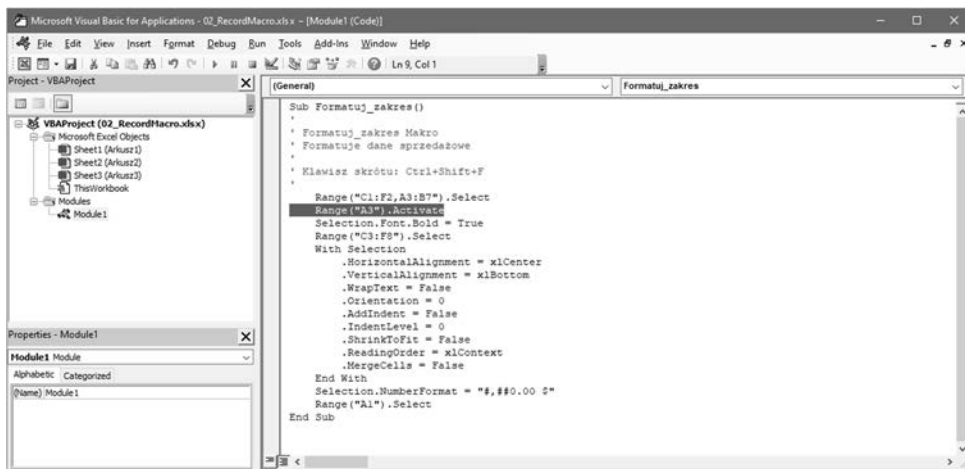 Microsoft Visual Basic for Applications - 02_RecordMacro.xlsx - [Module1 (Code)]
File Edit View Insert Format Debug Run Tools Add-Ins Window Help
Ln 9, Col 1
Project - VBAProject
VBAProject (02_RecordMacro.xlsx)
Microsoft Excel Objects
Sheet1 (Arkusz1)
Sheet2 (Arkusz2)
Sheet3 (Arkusz3)
ThisWorkbook
Modules
Module1
Properties - Module1
Module1 Module
Alphabetic Categorized
(Name) Module1
(General) Formatuj_zakres
Sub Formatuj_zakres()
'
' Formatuj_zakres Makro
' Formatuje dane sprzedażowe
'
' Klawisz skrótu: Ctrl+Shift+F
'
Range("C1:F2,A3:B7").Select
Range("A3").Activate
Selection.Font.Bold = True
Range("C3:F8").Select
With Selection
.HorizontalAlignment = xlCenter
.VerticalAlignment = xlBottom
.WrapText = False
.Orientation = 0
.AddIndent = False
.IndentLevel = 0
.ShrinkToFit = False
.ReadingOrder = xlContext
.MergeCells = False
End With
Selection.NumberFormat = "#,##0.00 $"
Range("A1").Select
End Sub